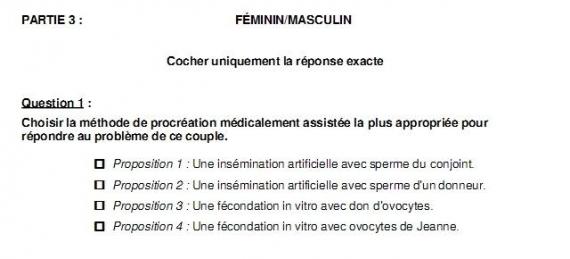 PARTIE 3 : FÉMININ/MASCULIN
Cocher uniquement la réponse exacte
Question 1 :
Choisir la méthode de procréation médicalement assistée la plus appropriée pour
répondre au problème de ce couple.
Proposition 1 : Une insémination artificielle avec sperme du conjoint.
Proposition 2 : Une insémination artificielle avec sperme d'un donneur.
Proposition 3 : Une fécondation in vitro avec don d'ovocytes.
Proposition 4 : Une fécondation in vitro avec ovocytes de Jeanne.